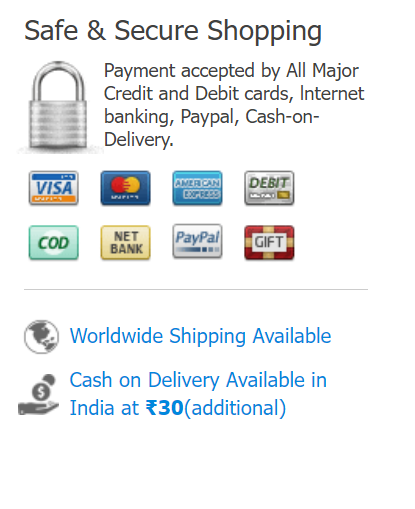 Safe & Secure Shopping
Payment accepted by All Major
Credit and Debit cards, Internet
banking, Paypal, Cash-on-
Delivery.
VISA
AMERICAN
EXPRESS
DEBIT
COD
NET
BANK
PayPal
GIFT
Worldwide Shipping Available
Cash on Delivery Available in
India at ₹30(additional)